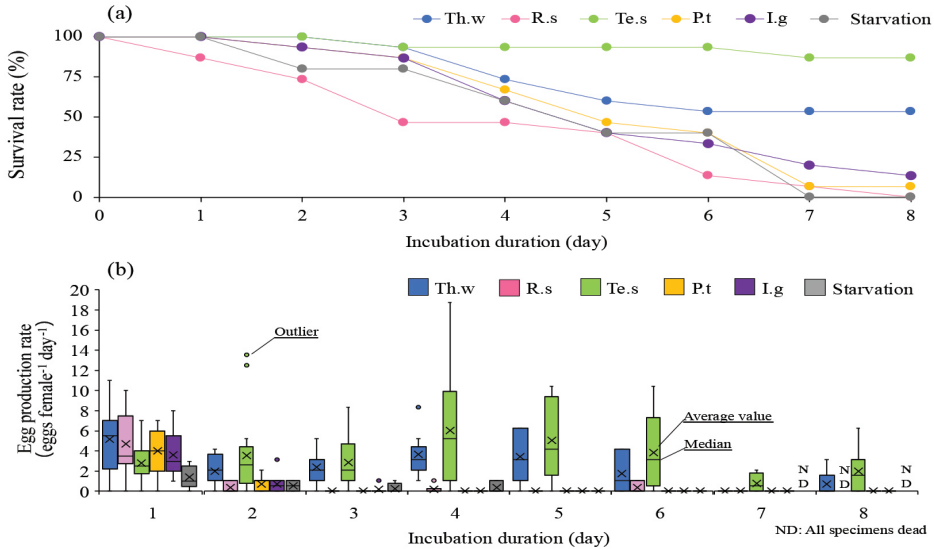 (a)
Th.w R.s Te.s P.t I.g Starvation
Survival rate (%)
100
75
50
25
0
0 1 2 3 4 5 6 7 8
Incubation duration (day)
(b)
Th.w R.s Te.s P.t I.g Starvation
Egg production rate
(eggs female-1 day-1)
20
18
16
14
12
10
8
6
4
2
0
Outlier
Average value
Median
N D
N D
N D
1 2 3 4 5 6 7 8
Incubation duration (day)
ND: All specimens dead